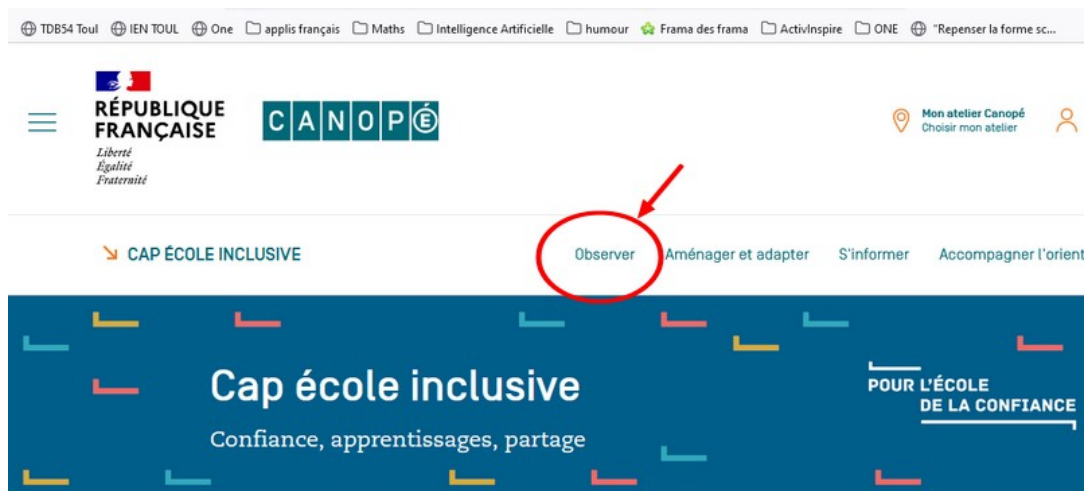 TDB54 Toul IEN TOUL One applis français Maths Intelligence Artificielle humour Frama des frama ActivInspire ONE "Repenser la forme sc...
RÉPUBLIQUE
FRANÇAISE
Liberté
Égalité
Fraternité
CANOPÉ
Mon atelier Canopé
Choisir mon atelier
CAP ÉCOLE INCLUSIVE Observer Aménager et adapter S'informer Accompagner l'orient
Cap école inclusive
Confiance, apprentissages, partage
POUR L'ÉCOLE
DE LA CONFIANCE